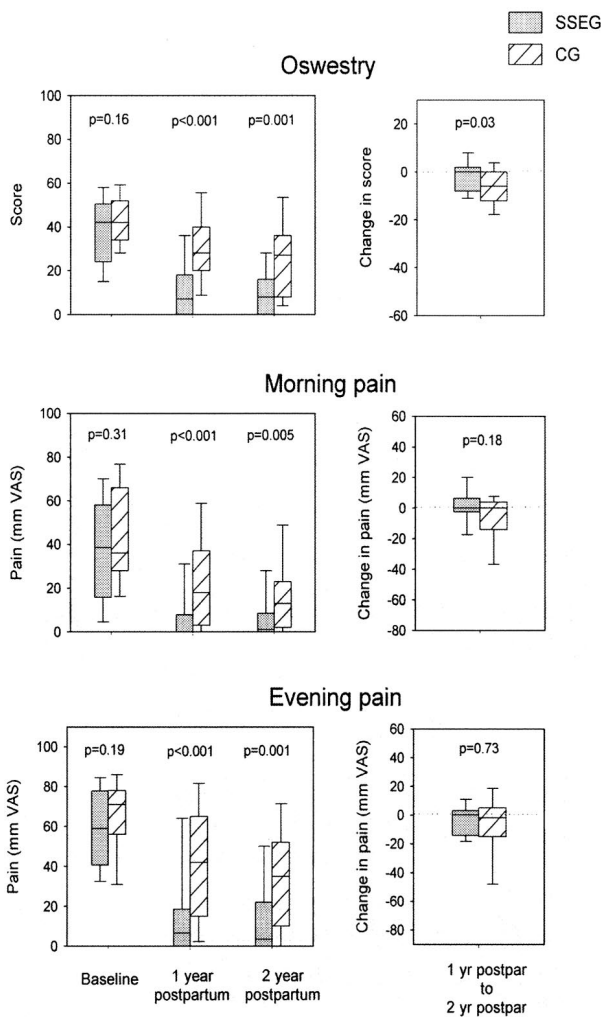 SSEG
CG
Oswestry
100
80
60
40
20
0
Score
p=0.16
p<0.001
p=0.001
20
0
-20
-40
-60
Change in score
p=0.03
Morning pain
100
80
60
40
20
0
Pain (mm VAS)
p=0.31
p<0.001
p=0.005
60
40
20
0
-20
-40
-60
-80
Change in pain (mm VAS)
p=0.18
Evening pain
100
80
60
40
20
0
Pain (mm VAS)
p=0.19
p<0.001
p=0.001
60
40
20
0
-20
-40
-60
-80
Change in pain (mm VAS)
p=0.73
Baseline
1 year
postpartum
2 year
postpartum
1 yr postpar
to
2 yr postpar